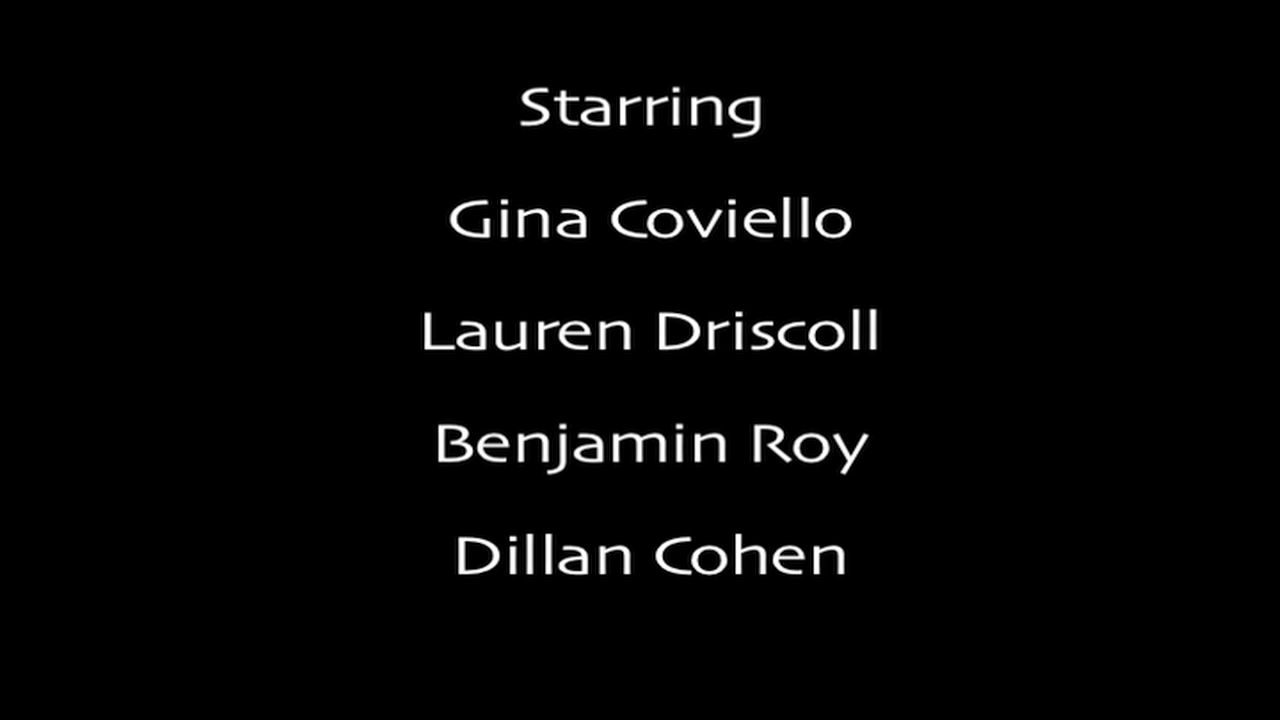 Starring
Gina Coviello
Lauren Driscoll
Benjamin Roy
Dillan Cohen